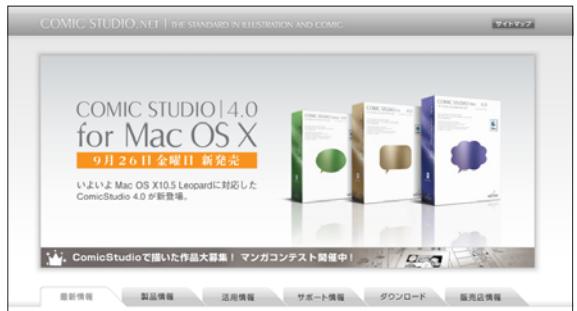 COMIC STUDIO.NET | THE STANDARD IN ILLUSTRATION AND COMIC
サイトマップ
COMIC STUDIO|4.0
for Mac OS X
9月26日金曜日 新発売
いよいよ Mac OS X10.5 Leopardに対応した
ComicStudio 4.0 が新登場。
ComicStudioで描いた作品大募集! マンガコンテスト開催中!
最新情報 製品情報 活用情報 サポート情報 ダウンロード 販売店情報